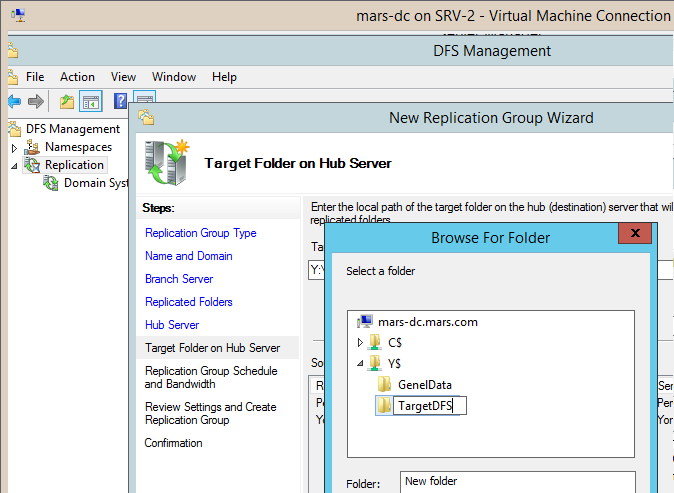 mars-dc on SRV-2 - Virtual Machine Connection
DFS Management
File Action View Window Help
DFS Management
Namespaces
Replication
Domain Syst
New Replication Group Wizard
Target Folder on Hub Server
Steps:
Replication Group Type
Name and Domain
Branch Server
Replicated Folders
Hub Server
Target Folder on Hub Server
Replication Group Schedule
and Bandwidth
Review Settings and Create
Replication Group
Confirmation
Enter the local path of the target folder on the hub (destination) server that will
replicated folders.
Ta
Y:\
Browse For Folder
x
Select a folder
mars-dc.mars.com
C$
Y$
GenelData
TargetDFS
Folder:
New folder
So
R
Pe
Yo
Ser
Per
Yor